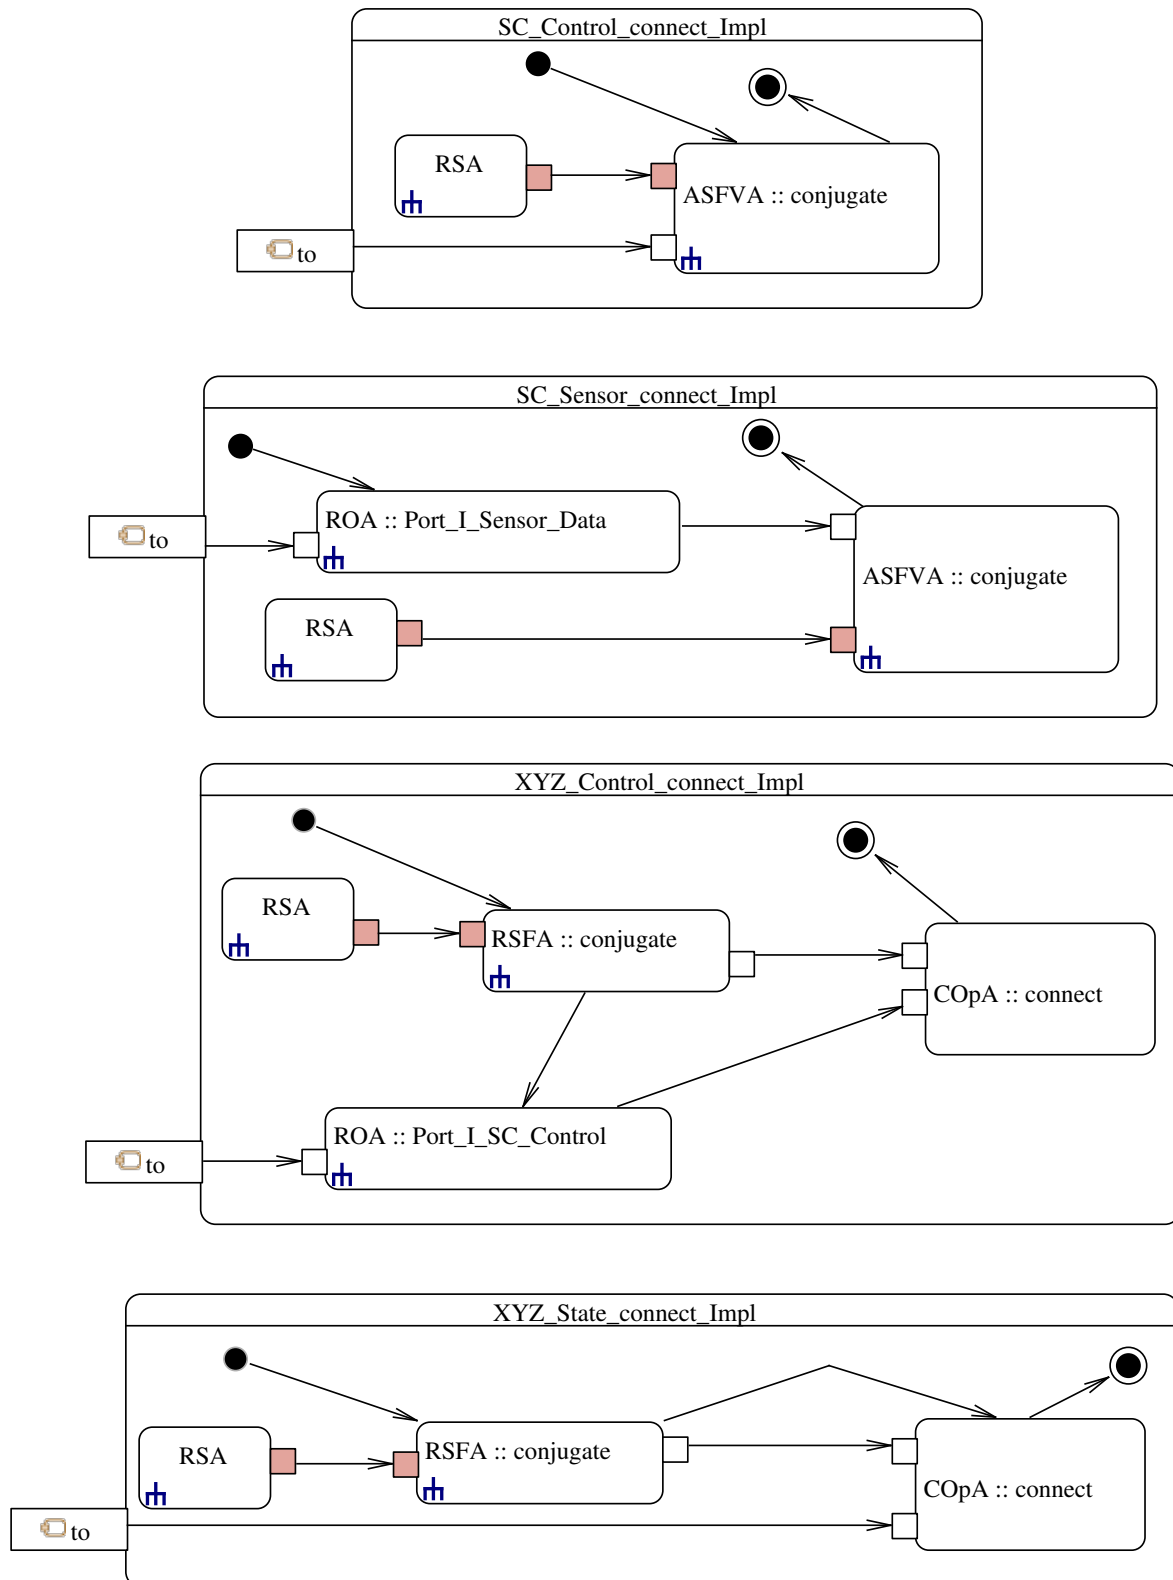 SC_Control_connect_Impl
RSA
ASFVA :: conjugate
to
SC_Sensor_connect_Impl
ROA :: Port_I_Sensor_Data
to
ASFVA :: conjugate
RSA
XYZ_Control_connect_Impl
RSA
RSFA :: conjugate
COpA :: connect
ROA :: Port_I_SC_Control
to
XYZ_State_connect_Impl
RSA
RSFA :: conjugate
COpA :: connect
to